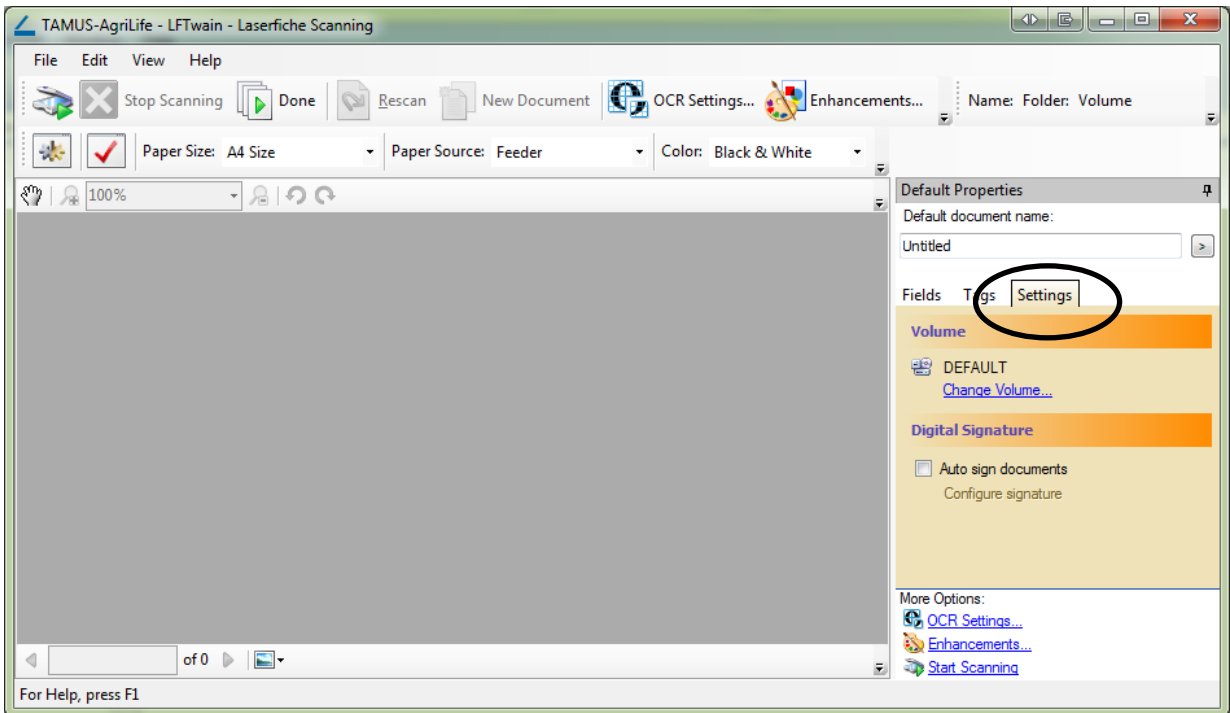 TAMUS-AgriLife - LFTwain - Laserfiche Scanning
File Edit View Help
Stop Scanning Done Rescan New Document OCR Settings... Enhancements... Name: Folder: Volume
Paper Size: A4 Size Paper Source: Feeder Color: Black & White
100%
Default Properties
Default document name:
Untitled >
Fields Tags Settings
Volume
DEFAULT
Change Volume...
Digital Signature
Auto sign documents
Configure signature
More Options:
OCR Settings...
Enhancements...
Start Scanning
of 0
For Help, press F1